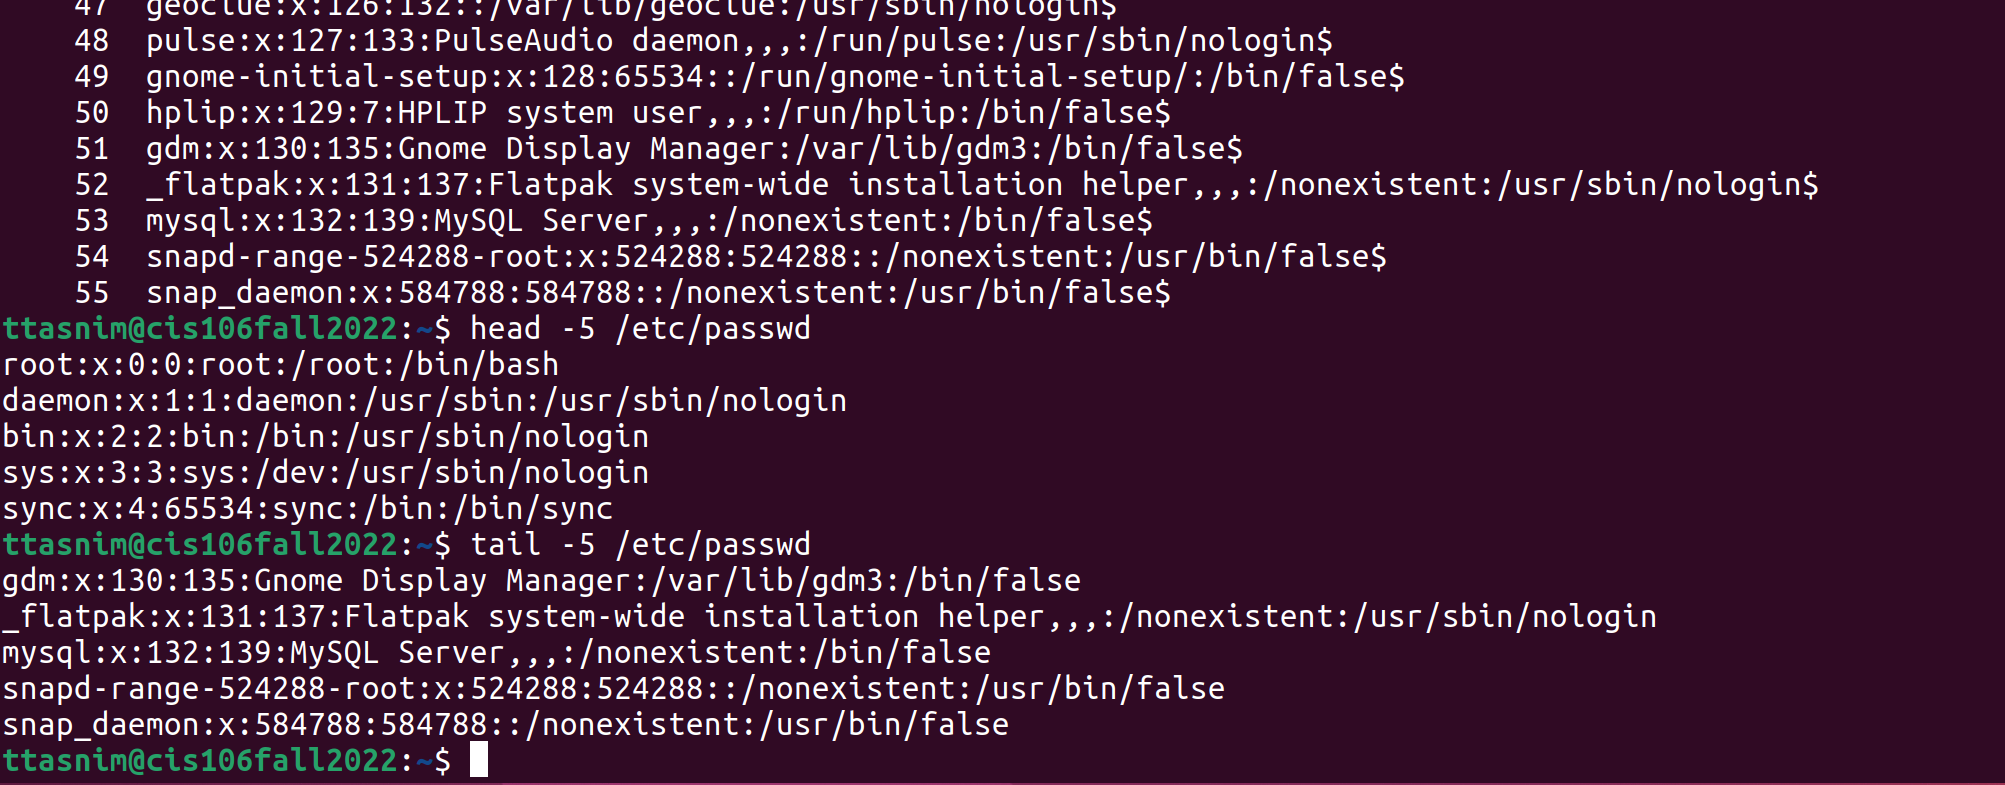 47  geoclue:x:126:132::/var/lib/geoclue:/usr/sbin/nologin$
48  pulse:x:127:133:PulseAudio daemon,,,:/run/pulse:/usr/sbin/nologin$
49  gnome-initial-setup:x:128:65534::/run/gnome-initial-setup/:/bin/false$
50  hplip:x:129:7:HPLIP system user,,,:/run/hplip:/bin/false$
51  gdm:x:130:135:Gnome Display Manager:/var/lib/gdm3:/bin/false$
52  _flatpak:x:131:137:Flatpak system-wide installation helper,,,:/nonexistent:/usr/sbin/nologin$
53  mysql:x:132:139:MySQL Server,,,:/nonexistent:/bin/false$
54  snapd-range-524288-root:x:524288:524288::/nonexistent:/usr/bin/false$
55  snap_daemon:x:584788:584788::/nonexistent:/usr/bin/false$
ttasnim@cis106fall2022:~$ head -5 /etc/passwd
root:x:0:0:root:/root:/bin/bash
daemon:x:1:1:daemon:/usr/sbin:/usr/sbin/nologin
bin:x:2:2:bin:/bin:/usr/sbin/nologin
sys:x:3:3:sys:/dev:/usr/sbin/nologin
sync:x:4:65534:sync:/bin:/bin/sync
ttasnim@cis106fall2022:~$ tail -5 /etc/passwd
gdm:x:130:135:Gnome Display Manager:/var/lib/gdm3:/bin/false
_flatpak:x:131:137:Flatpak system-wide installation helper,,,:/nonexistent:/usr/sbin/nologin
mysql:x:132:139:MySQL Server,,,:/nonexistent:/bin/false
snapd-range-524288-root:x:524288:524288::/nonexistent:/usr/bin/false
snap_daemon:x:584788:584788::/nonexistent:/usr/bin/false
ttasnim@cis106fall2022:~$